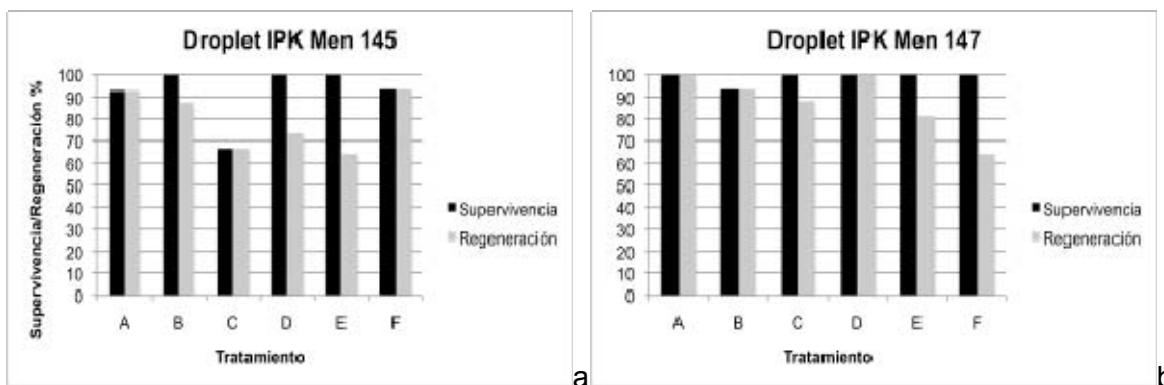 Droplet IPK Men 145
Supervivencia/Regeneración %
100
90
80
70
60
50
40
30
20
10
0
A B C D E F
Tratamiento
Supervivencia
Regeneración
a
Droplet IPK Men 147
100
90
80
70
60
50
40
30
20
10
0
A B C D E F
Tratamiento
Supervivencia
Regeneración
b